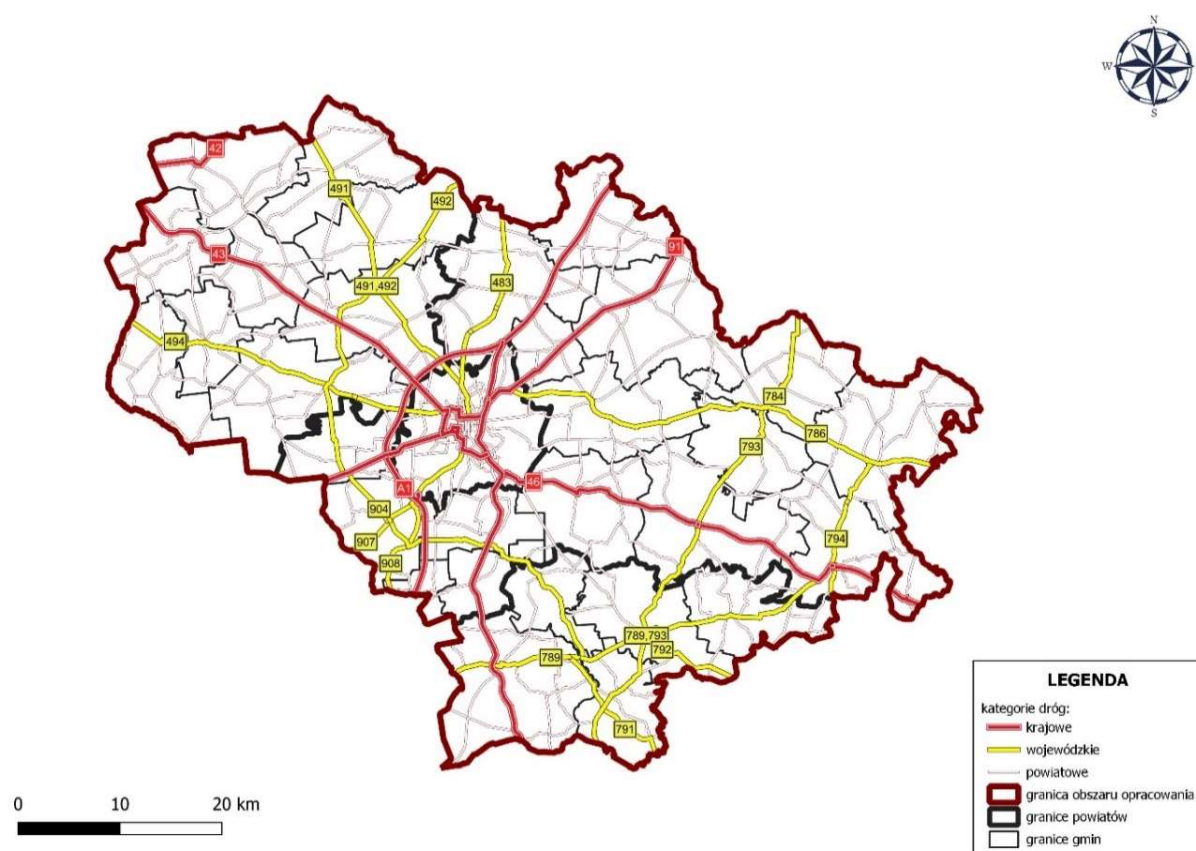 N
W
E
S
42
491
492
43
91
491,492
483
494
784
786
793
A1
46
904
907
908
794
789,793
792
789
791
0 10 20 km
LEGENDA
kategorie dróg:
krajowe
wojewódzkie
powiatowe
granica obszaru opracowania
granice powiatów
granice gmin